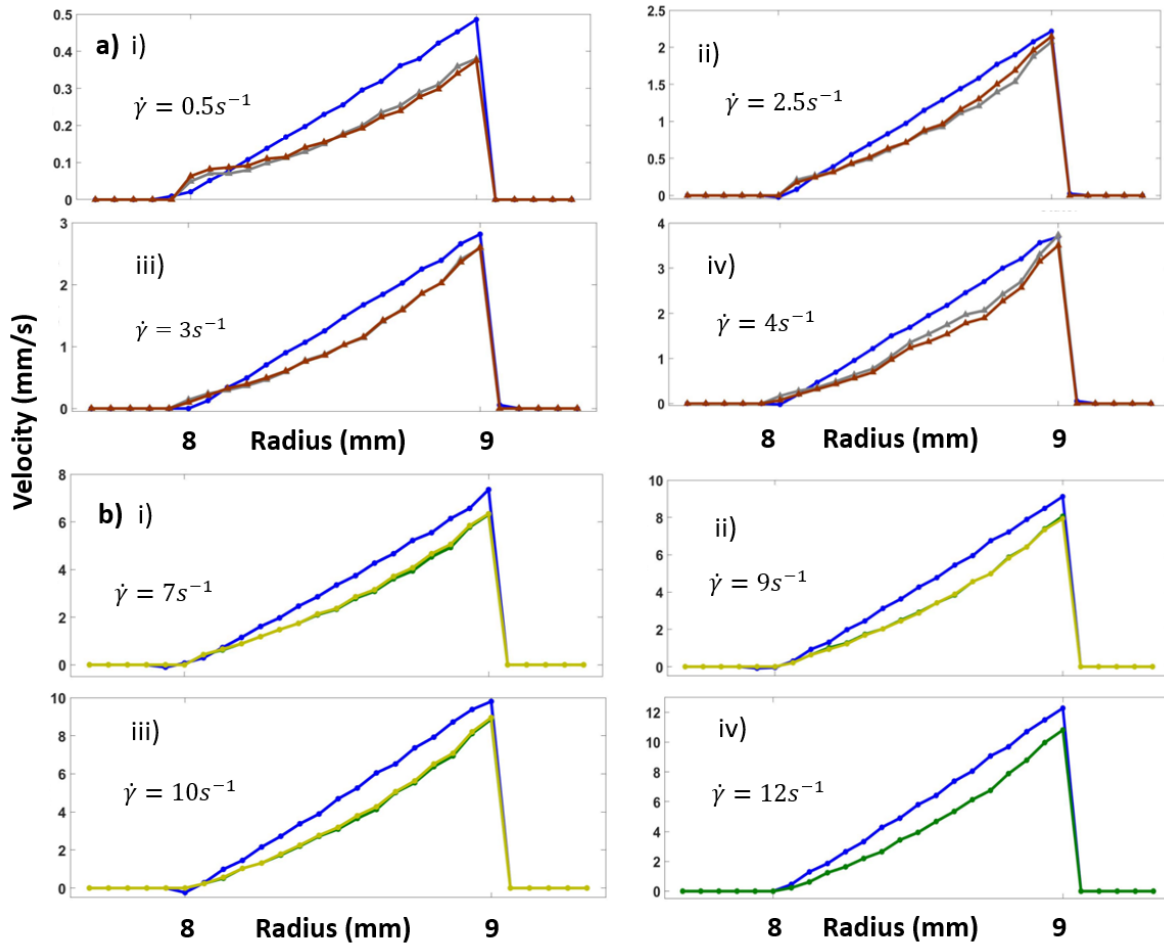 a) i)
γ̇ = 0.5s⁻¹
0.5
0.4
0.3
0.2
0.1
0
ii)
γ̇ = 2.5s⁻¹
2.5
2
1.5
1
0.5
0
iii)
γ̇ = 3s⁻¹
3
2
1
0
8 Radius (mm) 9
iv)
γ̇ = 4s⁻¹
4
3
2
1
0
8 Radius (mm) 9
Velocity (mm/s)
b) i)
γ̇ = 7s⁻¹
8
6
4
2
0
ii)
γ̇ = 9s⁻¹
10
8
6
4
2
0
iii)
γ̇ = 10s⁻¹
10
8
6
4
2
0
8 Radius (mm) 9
iv)
γ̇ = 12s⁻¹
12
10
8
6
4
2
0
8 Radius (mm) 9